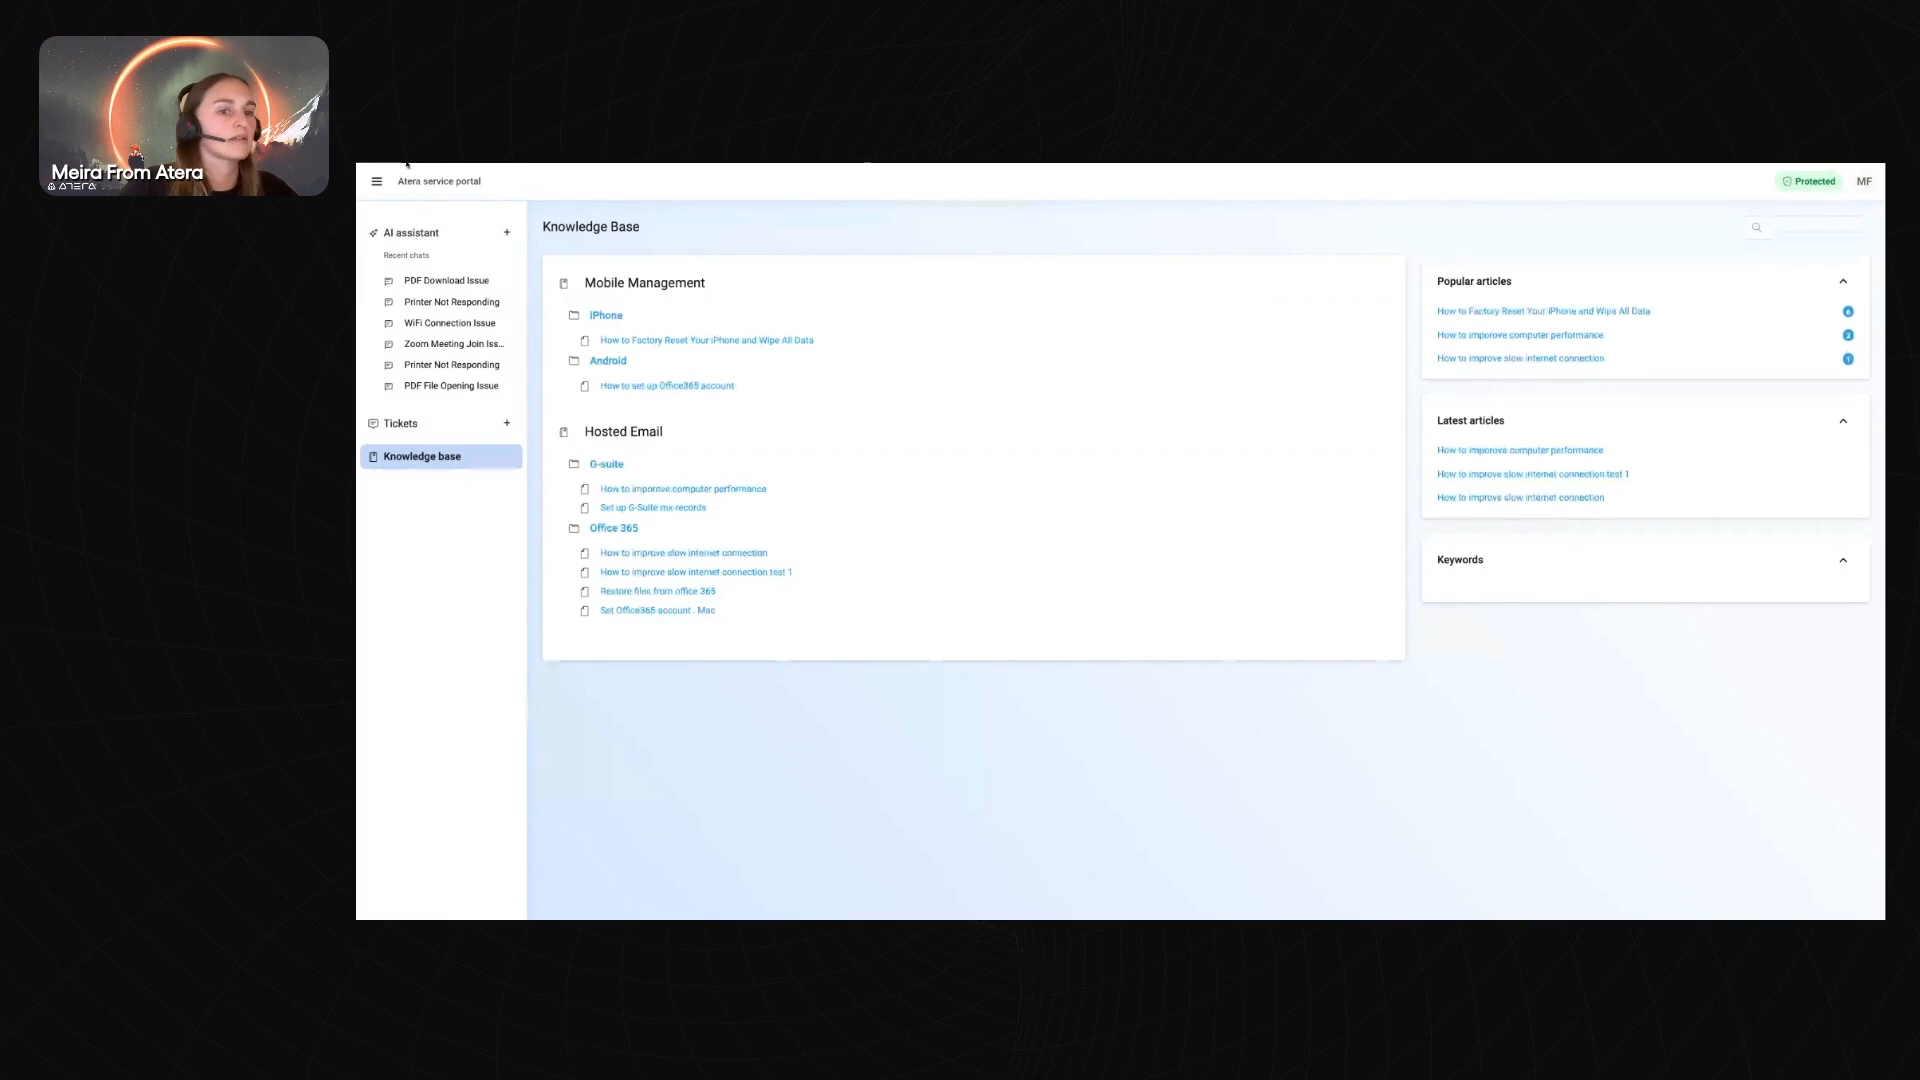 Meira From Atera
ATERA
Atera service portal
Protected
MF
AI assistant
Recent chats
PDF Download Issue
Printer Not Responding
WiFi Connection Issue
Zoom Meeting Join Iss...
Printer Not Responding
PDF File Opening Issue
Tickets
Knowledge base
Knowledge Base
Mobile Management
iPhone
How to Factory Reset Your iPhone and Wipe All Data
Android
How to set up Office365 account
Hosted Email
G-suite
How to imporove computer performance
Set up G-Suite mx-records
Office 365
How to improve slow internet connection
How to improve slow internet connection test 1
Restore files from office 365
Set Office365 account . Mac
Popular articles
How to Factory Reset Your iPhone and Wipe All Data 6
How to imporove computer performance 2
How to improve slow internet connection 1
Latest articles
How to imporove computer performance
How to improve slow internet connection test 1
How to improve slow internet connection
Keywords